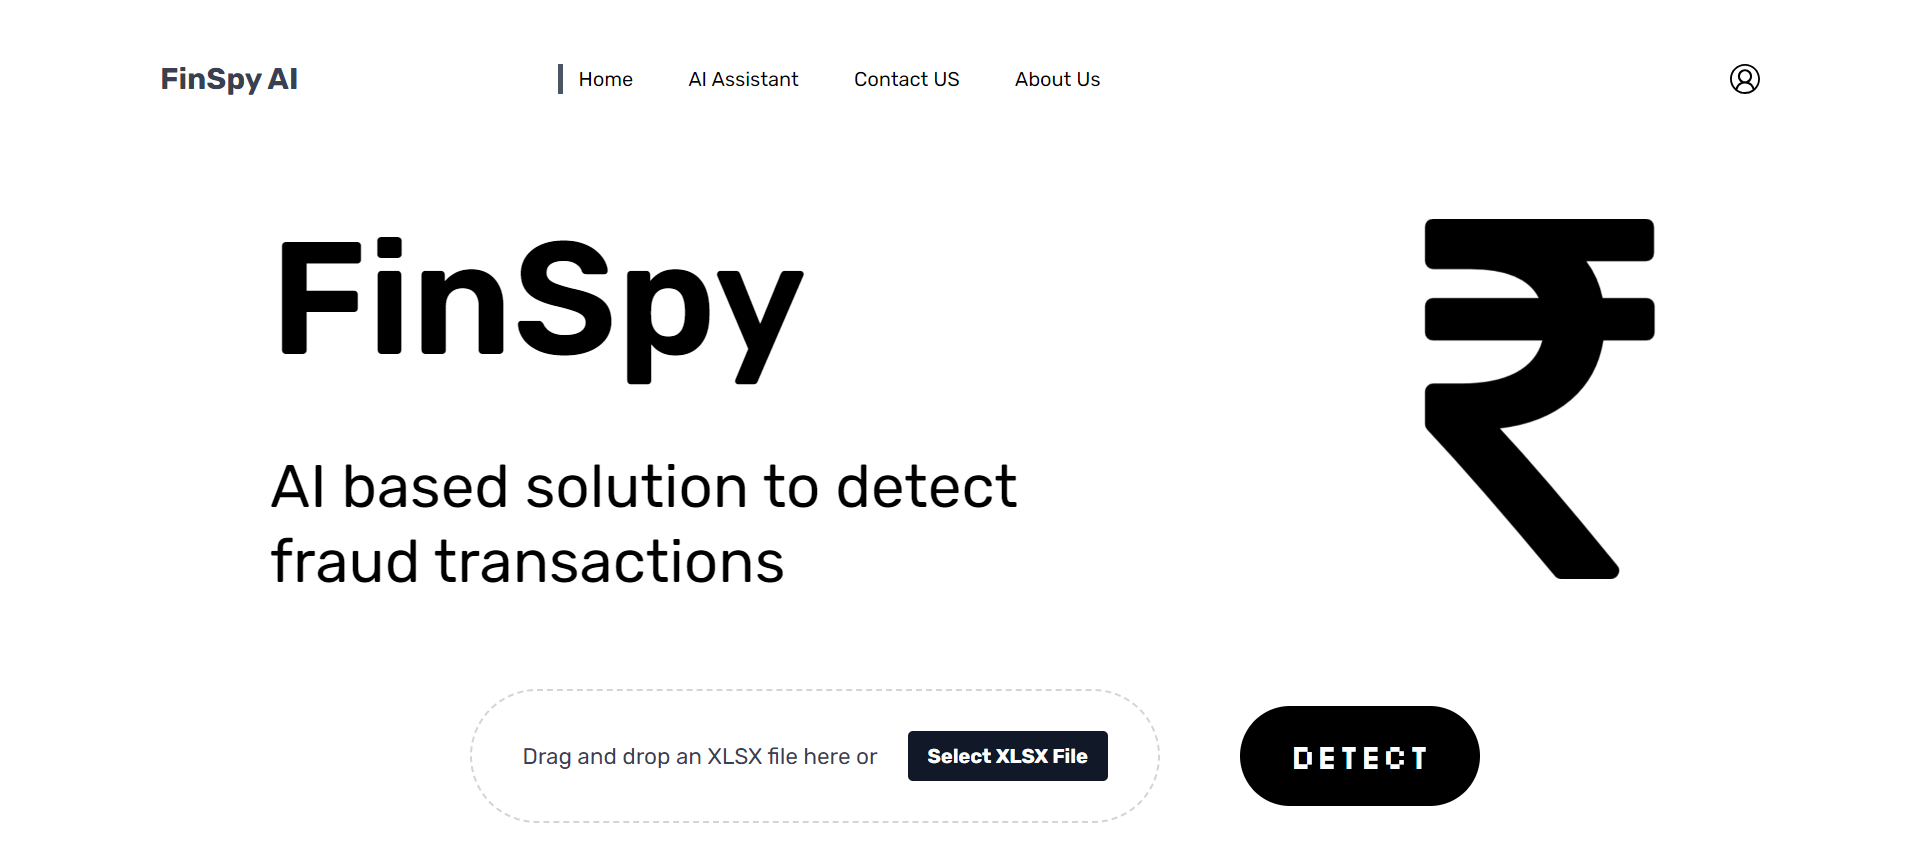 FinSpy AI
Home
AI Assistant
Contact US
About Us
FinSpy
₹
AI based solution to detect
fraud transactions
Drag and drop an XLSX file here or
Select XLSX File
DETECT